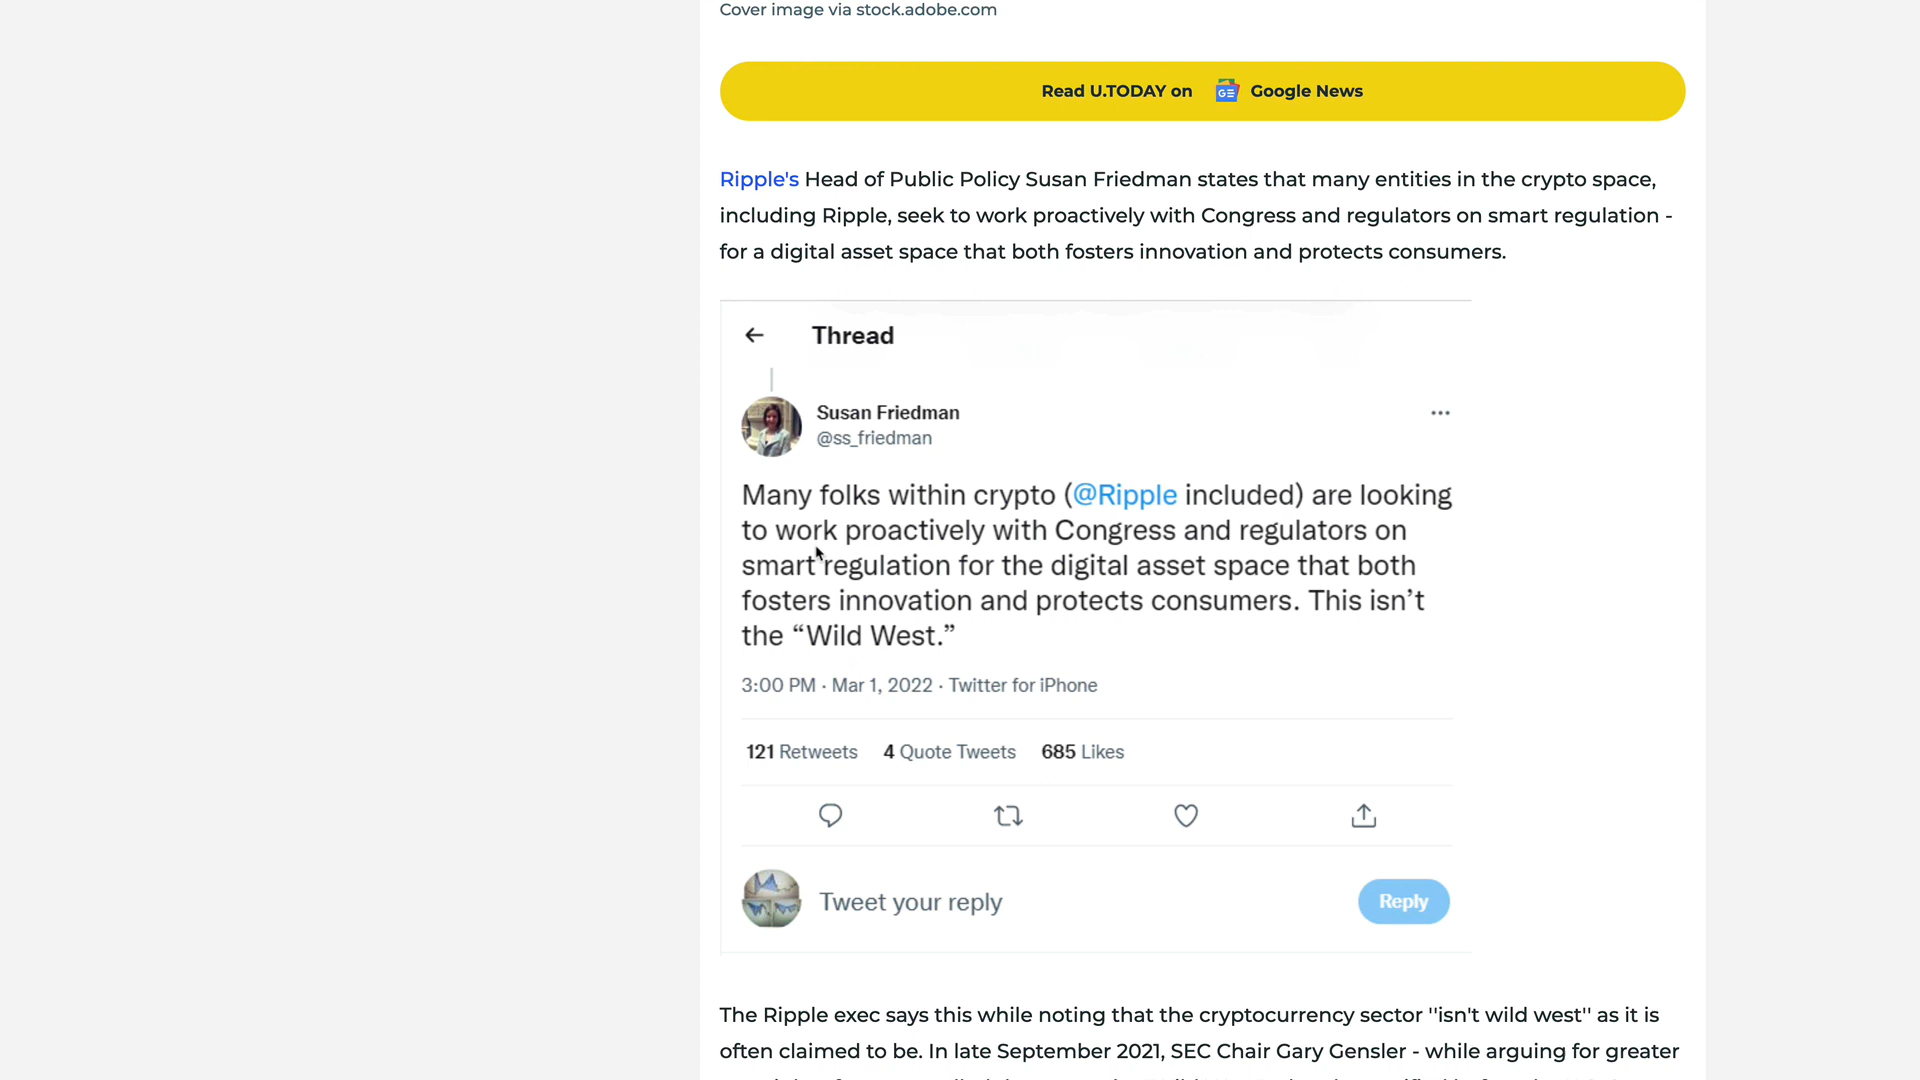 Cover image via stock.adobe.com
Read U.TODAY on GE Google News
Ripple's Head of Public Policy Susan Friedman states that many entities in the crypto space,
including Ripple, seek to work proactively with Congress and regulators on smart regulation -
for a digital asset space that both fosters innovation and protects consumers.
Thread
Susan Friedman
@ss_friedman
Many folks within crypto (@Ripple included) are looking
to work proactively with Congress and regulators on
smart regulation for the digital asset space that both
fosters innovation and protects consumers. This isn’t
the “Wild West.”
3:00 PM · Mar 1, 2022 · Twitter for iPhone
121 Retweets 4 Quote Tweets 685 Likes
Tweet your reply
Reply
The Ripple exec says this while noting that the cryptocurrency sector ''isn't wild west'' as it is
often claimed to be. In late September 2021, SEC Chair Gary Gensler - while arguing for greater